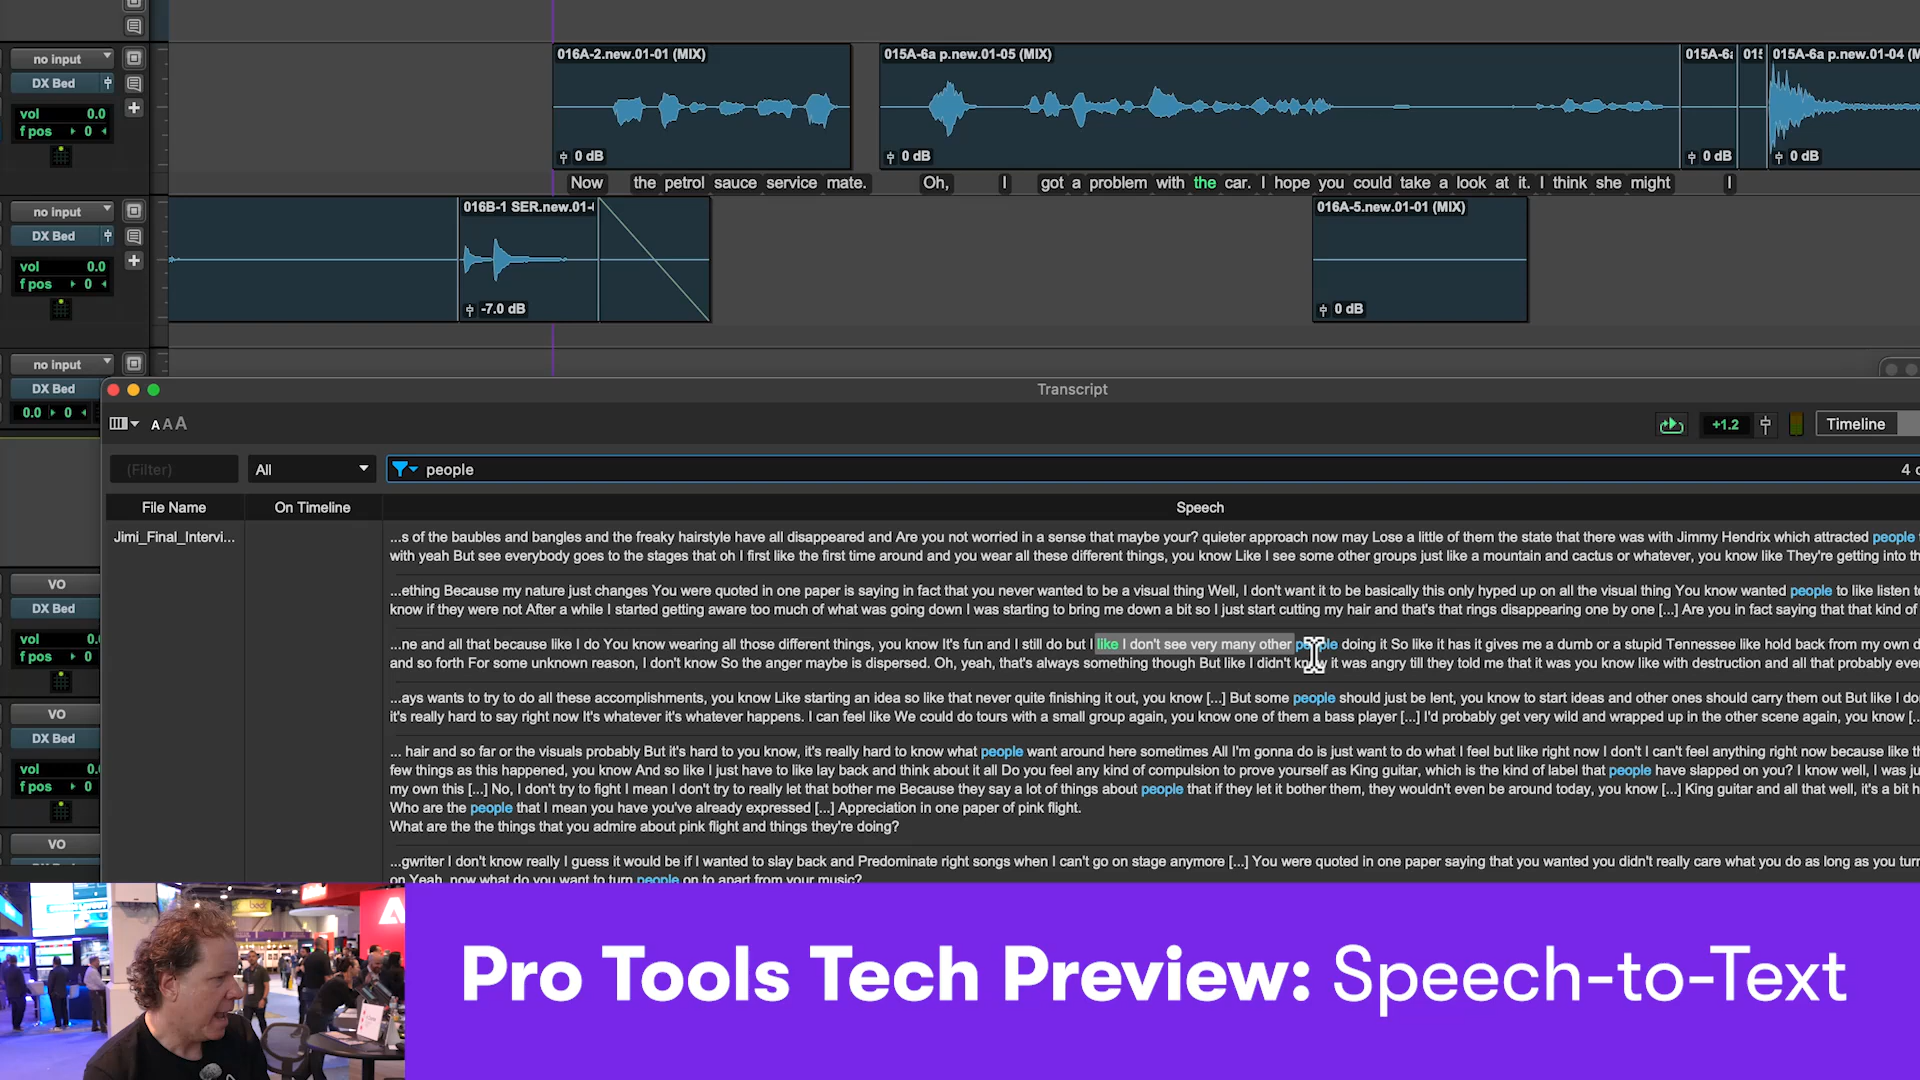 no input
DX Bed
vol 0.0
f pos 0
016A-2.new.01-01 (MIX)
0 dB
015A-6a p.new.01-05 (MIX)
0 dB
015A-6a
0 dB
015
015A-6a p.new.01-04 (M
0 dB
Now the petrol sauce service mate. Oh, I got a problem with the car. I hope you could take a look at it. I think she might I
no input
DX Bed
vol 0.0
f pos 0
016B-1 SER.new.01-
-7.0 dB
016A-5.new.01-01 (MIX)
0 dB
no input
DX Bed
0.0 0
Transcript
AAA
+1.2
Timeline
(Filter)
All
people
4
File Name
On Timeline
Speech
Jimi_Final_Intervi...
...s of the baubles and bangles and the freaky hairstyle have all disappeared and Are you not worried in a sense that maybe your? quieter approach now may Lose a little of them the state that there was with Jimmy Hendrix which attracted people
with yeah But see everybody goes to the stages that oh I first like the first time around and you wear all these different things, you know Like I see some other groups just like a mountain and cactus or whatever, you know like They're getting into th
...ething Because my nature just changes You were quoted in one paper is saying in fact that you never wanted to be a visual thing Well, I don't want it to be basically this only hyped up on all the visual thing You know wanted people to like listen t
know if they were not After a while I started getting aware too much of what was going down I was starting to bring me down a bit so I just start cutting my hair and that's that rings disappearing one by one [...] Are you in fact saying that that kind of
...ne and all that because like I do You know wearing all those different things, you know It's fun and I still do but I like I don't see very many other people doing it So like it has it gives me a dumb or a stupid Tennessee like hold back from my own d
and so forth For some unknown reason, I don't know So the anger maybe is dispersed. Oh, yeah, that's always something though But like I didn't know it was angry till they told me that it was you know like with destruction and all that probably ever
...ays wants to try to do all these accomplishments, you know Like starting an idea so like that never quite finishing it out, you know [...] But some people should just be lent, you know to start ideas and other ones should carry them out But like I do
it's really hard to say right now It's whatever it's whatever happens. I can feel like We could do tours with a small group again, you know one of them a bass player [...] I'd probably get very wild and wrapped up in the other scene again, you know [...
... hair and so far or the visuals probably But it's hard to you know, it's really hard to know what people want around here sometimes All I'm gonna do is just want to do what I feel but like right now I don't I can't feel anything right now because like th
few things as this happened, you know And so like I just have to like lay back and think about it all Do you feel any kind of compulsion to prove yourself as King guitar, which is the kind of label that people have slapped on you? I know well, I was ju
my own this [...] No, I don't try to fight I mean I don't try to really let that bother me Because they say a lot of things about people that if they let it bother them, they wouldn't even be around today, you know [...] King guitar and all that well, it's a bit h
Who are the people that I mean you have you've already expressed [...] Appreciation in one paper of pink flight.
What are the the things that you admire about pink flight and things they're doing?
...gwriter I don't know really I guess it would be if I wanted to slay back and Predominate right songs when I can't go on stage anymore [...] You were quoted in one paper saying that you wanted you didn't really care what you do as long as you turn
on Yeah, now what do you want to turn people on to apart from your music?
VO
DX Bed
vol 0.
f pos
VO
DX Bed
vol 0.
f pos
VO
Pro Tools Tech Preview: Speech-to-Text